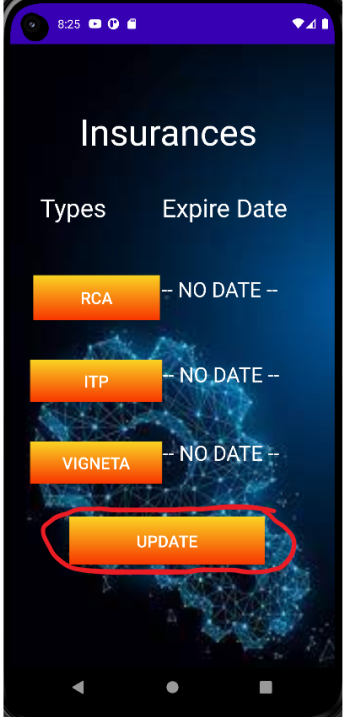 8:25
Insurances
Types Expire Date
RCA -- NO DATE --
ITP -- NO DATE --
VIGNETA -- NO DATE --
UPDATE